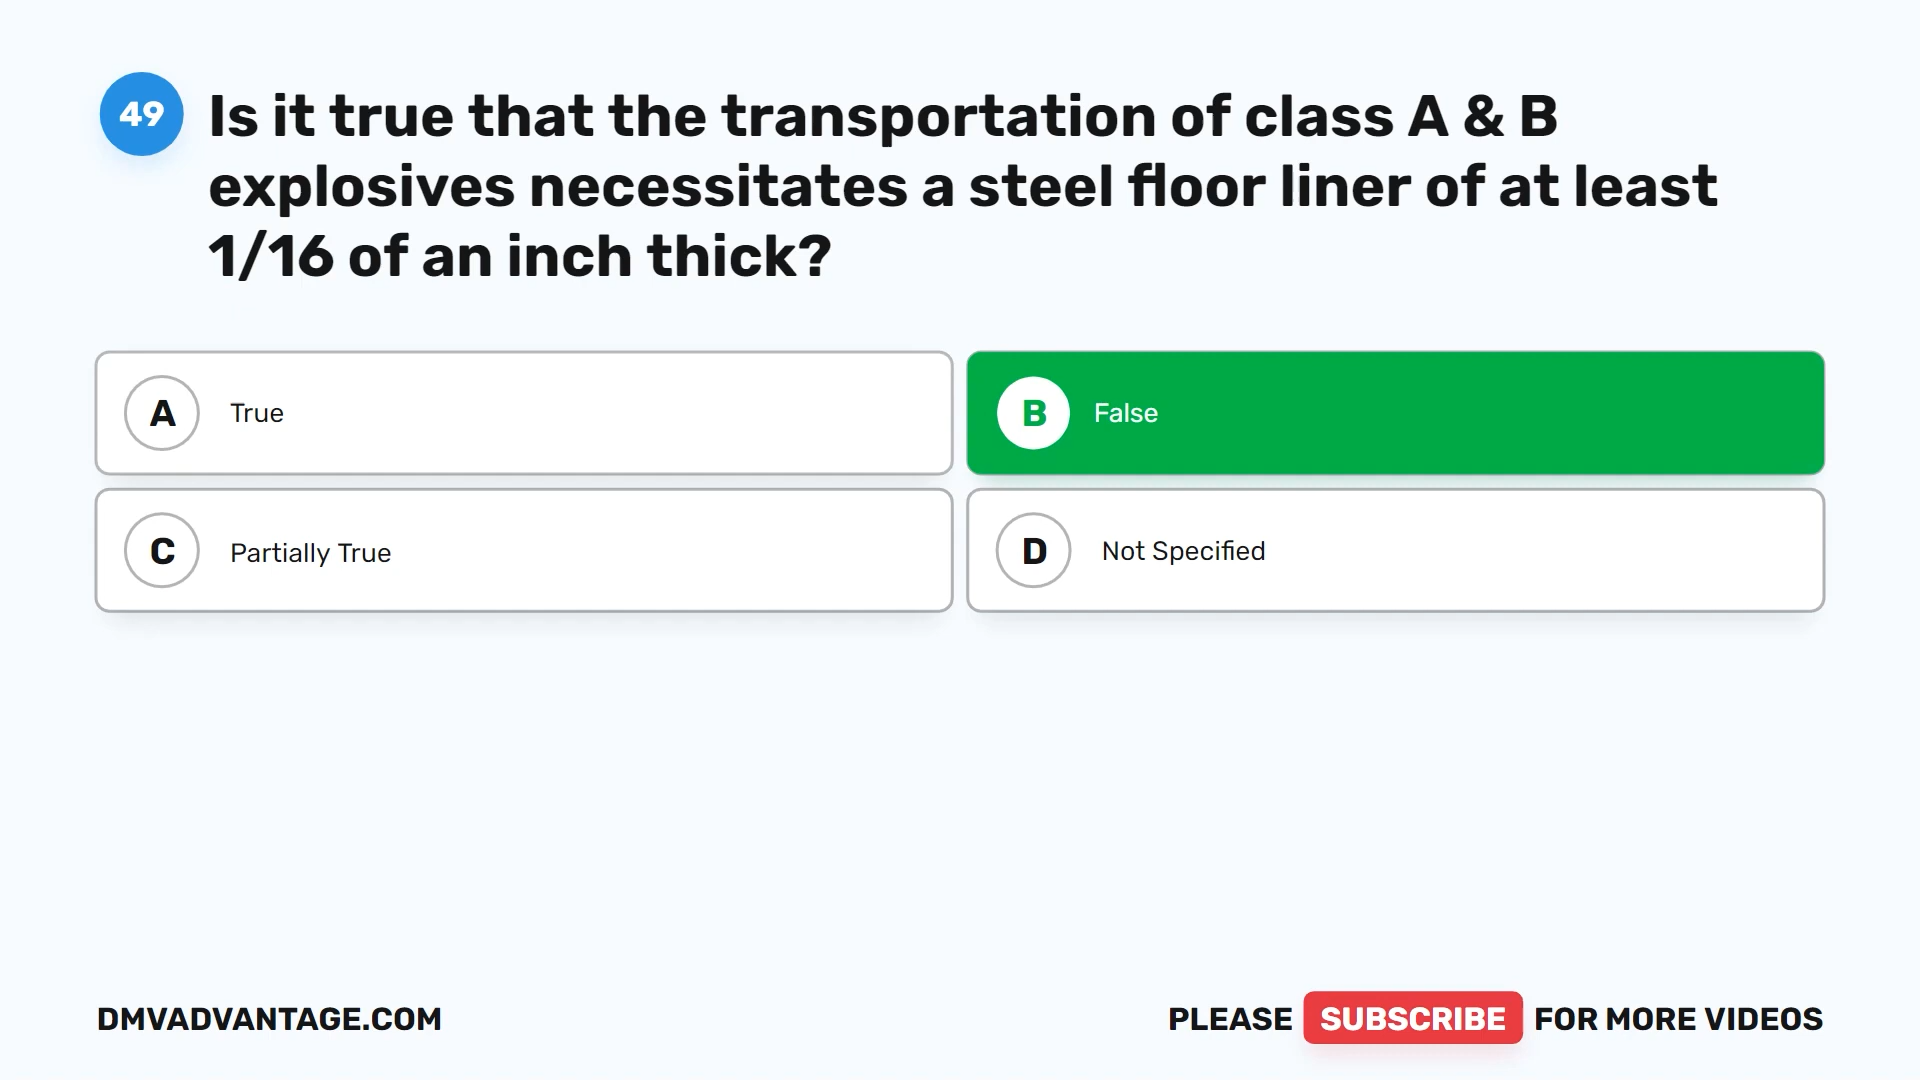 49
Is it true that the transportation of class A & B
explosives necessitates a steel floor liner of at least
1/16 of an inch thick?
A True
B False
C Partially True
D Not Specified
DMVADVANTAGE.COM
PLEASE SUBSCRIBE FOR MORE VIDEOS